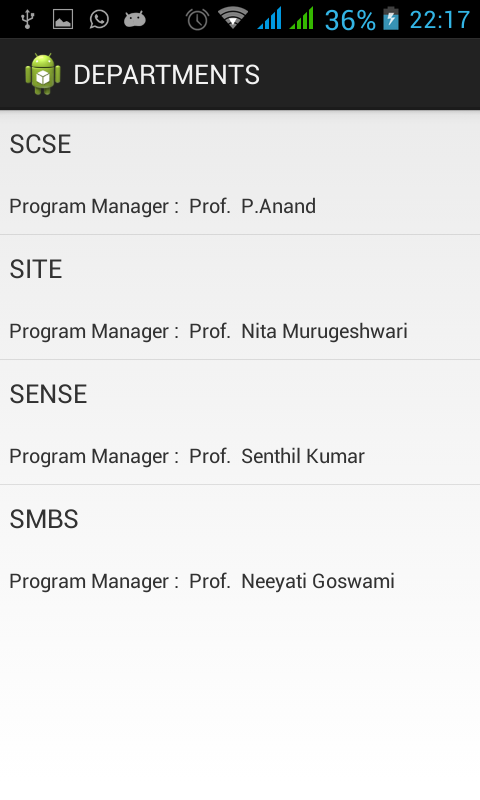 36% 22:17
DEPARTMENTS
SCSE
Program Manager : Prof. P.Anand
SITE
Program Manager : Prof. Nita Murugeshwari
SENSE
Program Manager : Prof. Senthil Kumar
SMBS
Program Manager : Prof. Neeyati Goswami